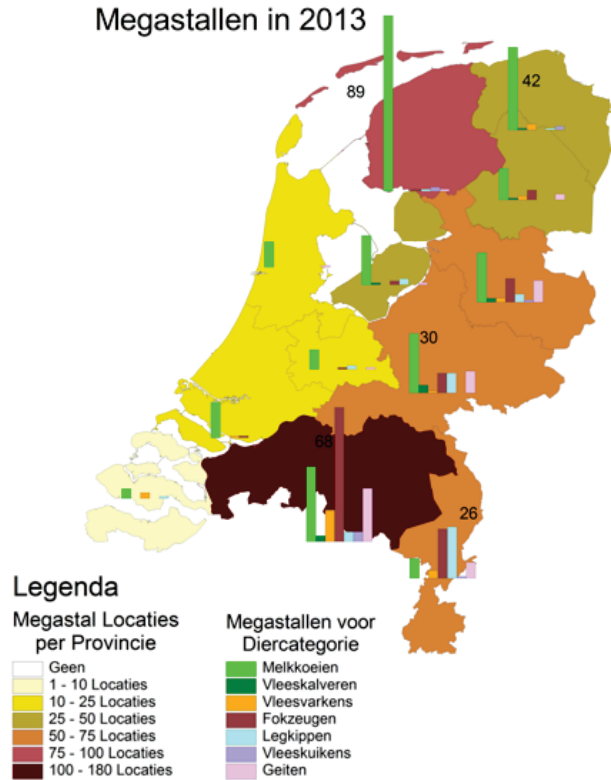 Megastallen in 2013
89
42
30
68
26
Legenda
Megastal Locaties
per Provincie
Geen
1 - 10 Locaties
10 - 25 Locaties
25 - 50 Locaties
50 - 75 Locaties
75 - 100 Locaties
100 - 180 Locaties
Megastallen voor
Diercategorie
Melkkoeien
Vleeskalveren
Vleesvarkens
Fokzeugen
Legkippen
Vleeskuikens
Geiten